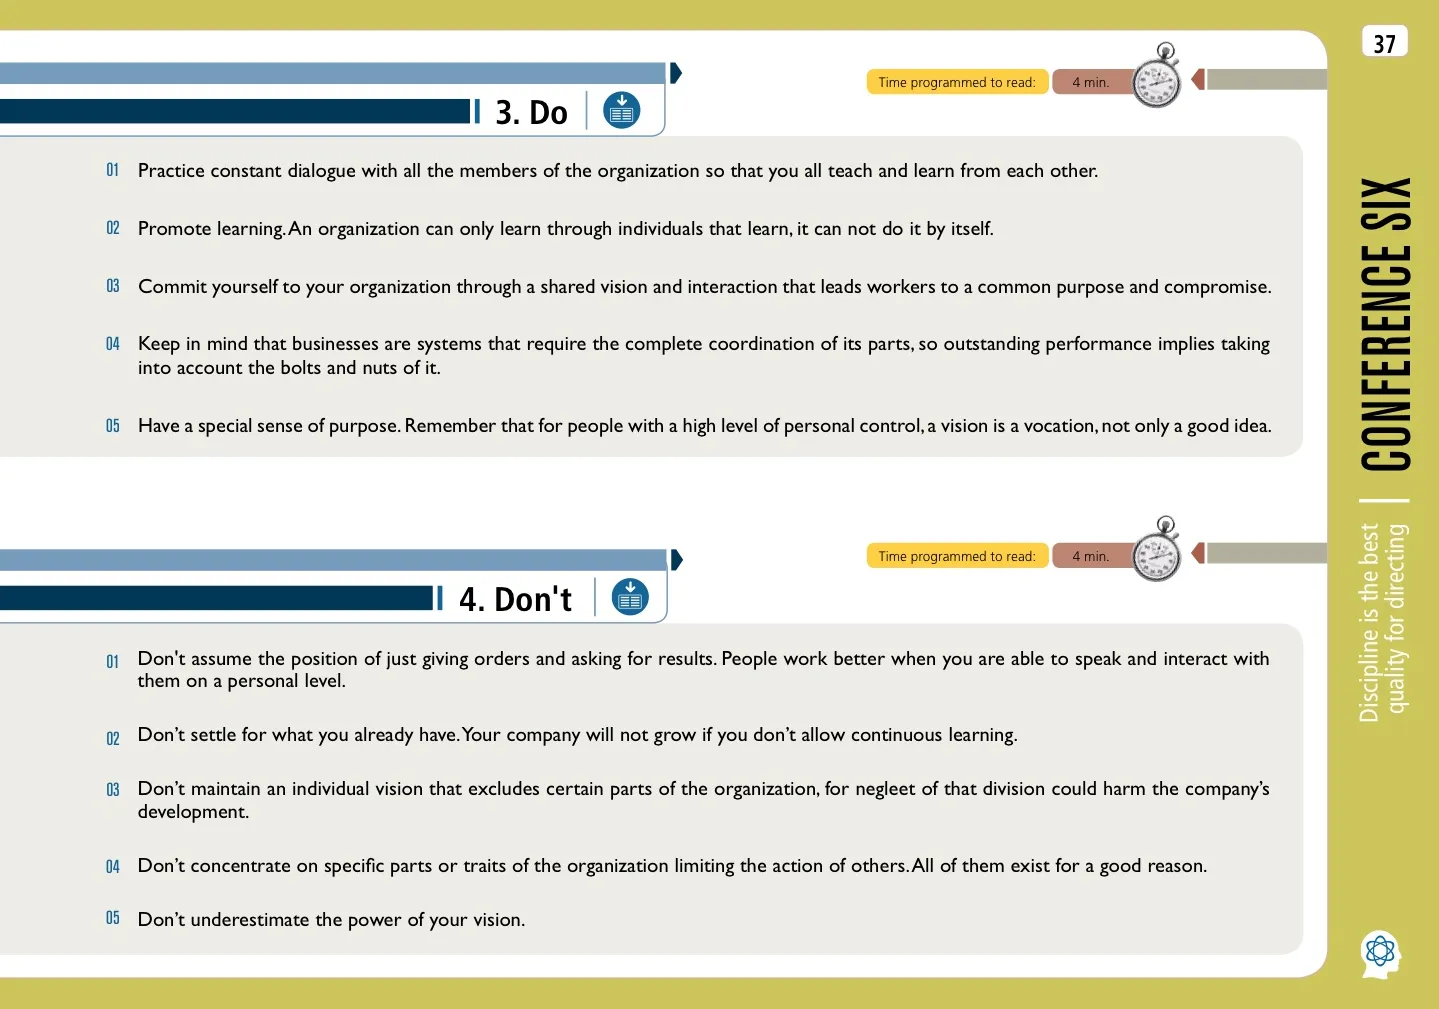 37
Time programmed to read: 4 min.
3. Do
01 Practice constant dialogue with all the members of the organization so that you all teach and learn from each other.
02 Promote learning. An organization can only learn through individuals that learn, it can not do it by itself.
03 Commit yourself to your organization through a shared vision and interaction that leads workers to a common purpose and compromise.
04 Keep in mind that businesses are systems that require the complete coordination of its parts, so outstanding performance implies taking
into account the bolts and nuts of it.
05 Have a special sense of purpose. Remember that for people with a high level of personal control, a vision is a vocation, not only a good idea.
Time programmed to read: 4 min.
4. Don't
01 Don't assume the position of just giving orders and asking for results. People work better when you are able to speak and interact with
them on a personal level.
02 Don’t settle for what you already have. Your company will not grow if you don’t allow continuous learning.
03 Don’t maintain an individual vision that excludes certain parts of the organization, for negleet of that division could harm the company’s
development.
04 Don’t concentrate on specific parts or traits of the organization limiting the action of others. All of them exist for a good reason.
05 Don’t underestimate the power of your vision.
CONFERENCE SIX
Discipline is the best
quality for directing